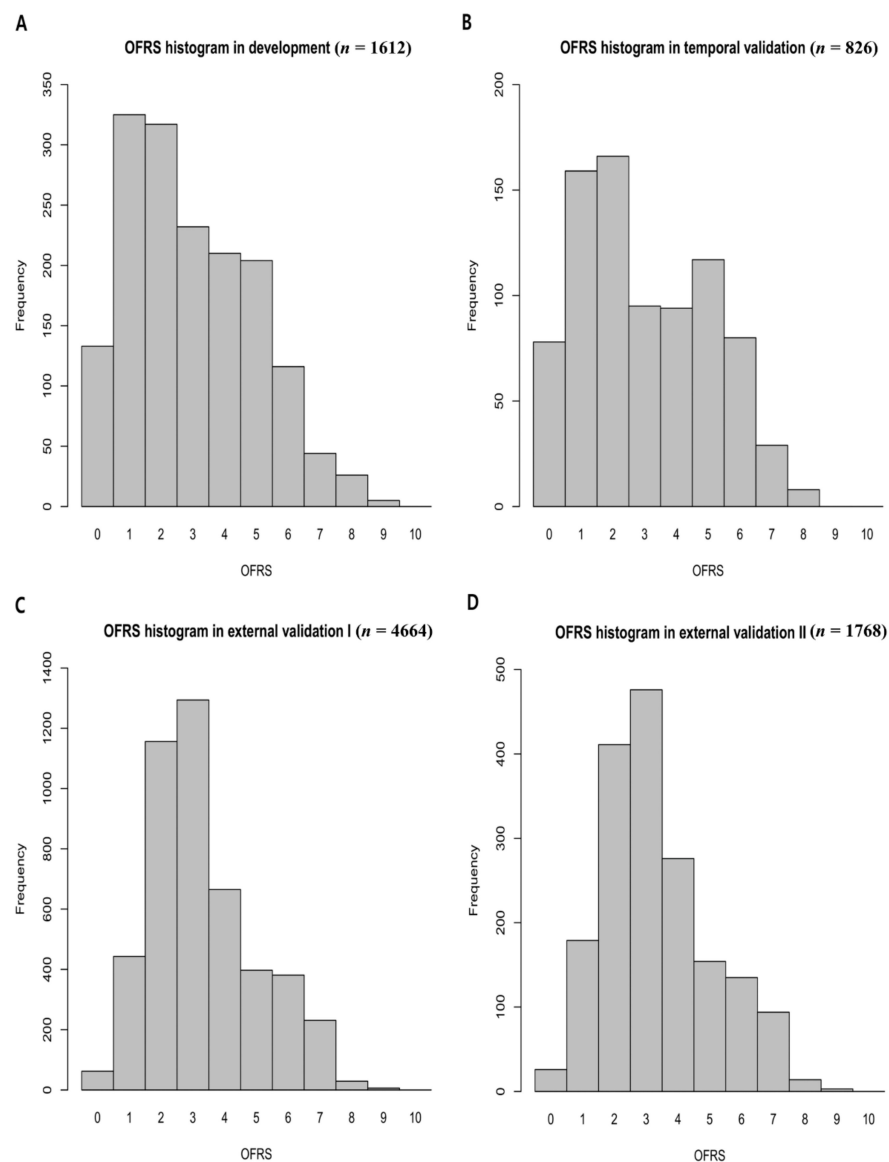 A
OFRS histogram in development (n = 1612)
350
300
250
200
150
100
50
0
Frequency
0 1 2 3 4 5 6 7 8 9 10
OFRS
B
OFRS histogram in temporal validation (n = 826)
200
150
100
50
0
Frequency
0 1 2 3 4 5 6 7 8 9 10
OFRS
C
OFRS histogram in external validation I (n = 4664)
1400
1200
1000
800
600
400
200
0
Frequency
0 1 2 3 4 5 6 7 8 9 10
OFRS
D
OFRS histogram in external validation II (n = 1768)
500
400
300
200
100
0
Frequency
0 1 2 3 4 5 6 7 8 9 10
OFRS